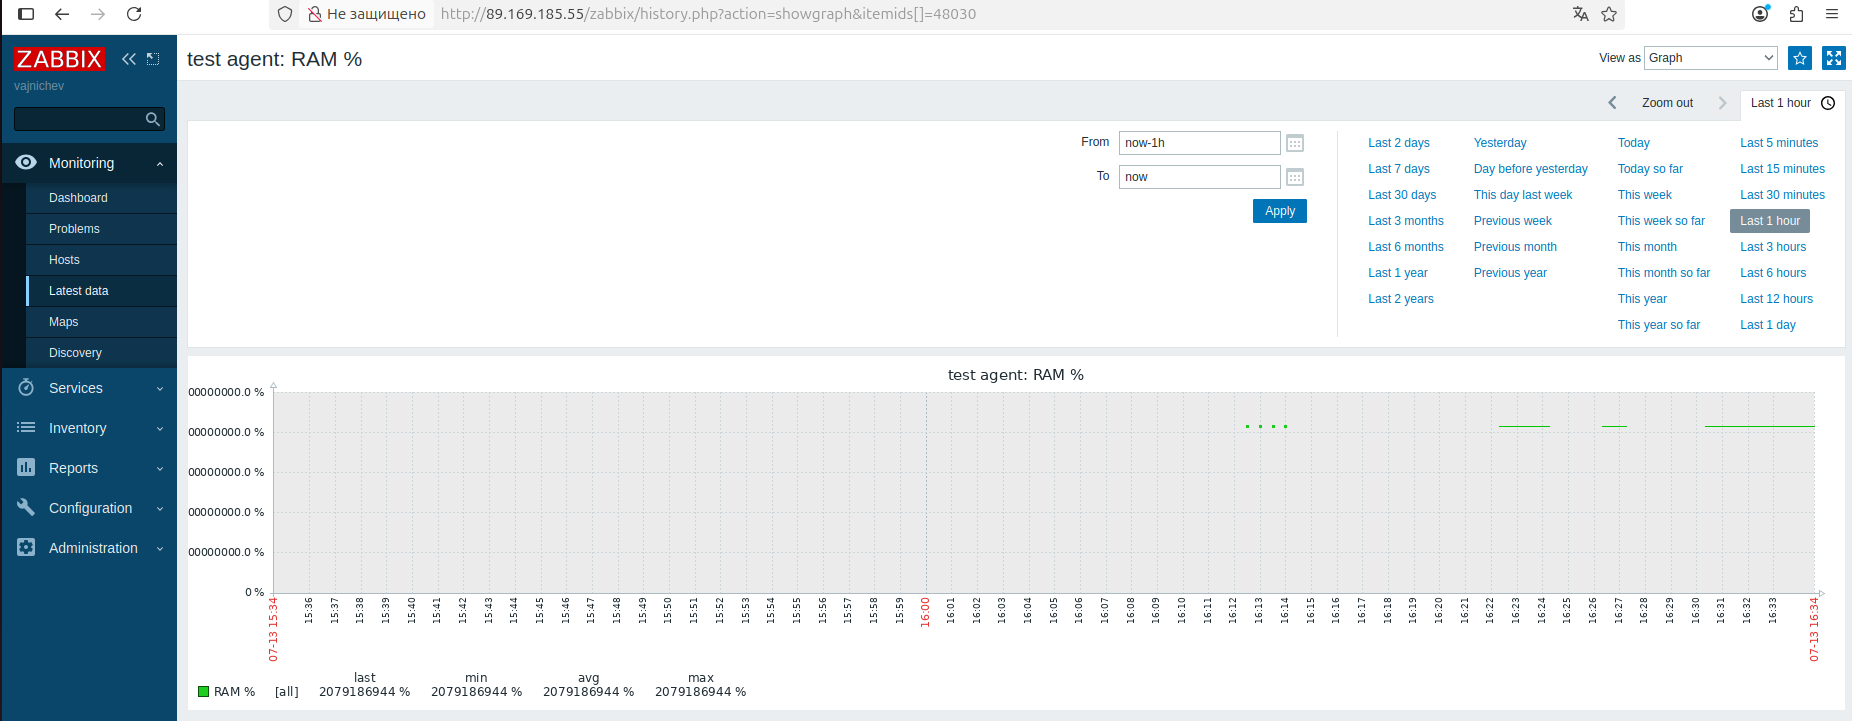 Не защищено http://89.169.185.55/zabbix/history.php?action=showgraph&itemids[]=48030
ZABBIX
vajnichev
Monitoring
Dashboard
Problems
Hosts
Latest data
Maps
Discovery
Services
Inventory
Reports
Configuration
Administration
test agent: RAM %
View as Graph
Zoom out Last 1 hour
From now-1h
To now
Apply
Last 2 days Yesterday Today Last 5 minutes
Last 7 days Day before yesterday Today so far Last 15 minutes
Last 30 days This day last week This week Last 30 minutes
Last 3 months Previous week This week so far Last 1 hour
Last 6 months Previous month This month Last 3 hours
Last 1 year Previous year This month so far Last 6 hours
Last 2 years This year Last 12 hours
This year so far Last 1 day
test agent: RAM %
00000000.0 %
00000000.0 %
00000000.0 %
00000000.0 %
00000000.0 %
0 %
07-13 15:34 15:36 15:37 15:38 15:39 15:40 15:41 15:42 15:43 15:44 15:45 15:46 15:47 15:48 15:49 15:50 15:51 15:52 15:53 15:54 15:55 15:56 15:57 15:58 15:59 16:00 16:01 16:02 16:03 16:04 16:05 16:06 16:07 16:08 16:09 16:10 16:11 16:12 16:13 16:14 16:15 16:16 16:17 16:18 16:19 16:20 16:21 16:22 16:23 16:24 16:25 16:26 16:27 16:28 16:29 16:30 16:31 16:32 16:33 07-13 16:34
last min avg max
RAM % [all] 2079186944 % 2079186944 % 2079186944 % 2079186944 %